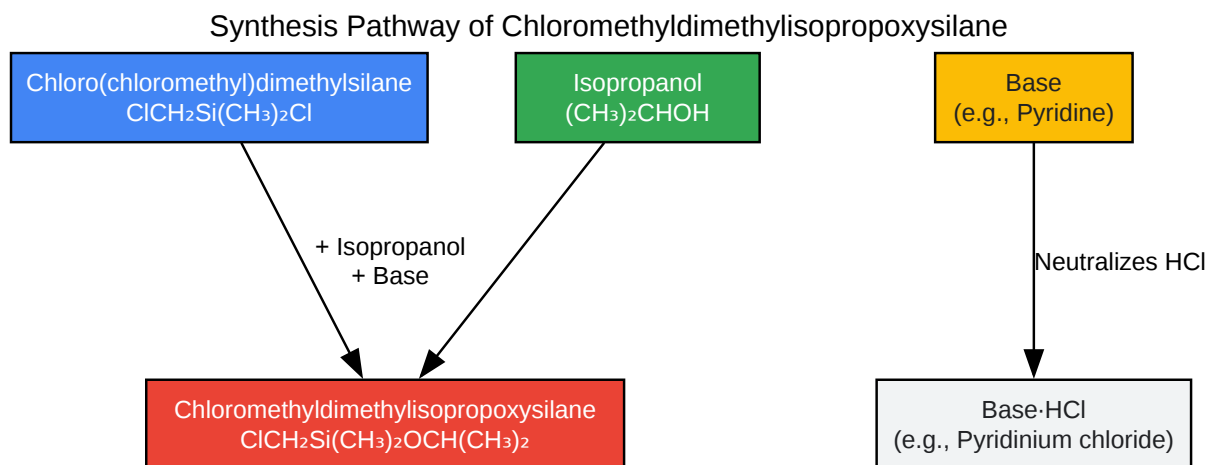 Synthesis Pathway of Chloromethyldimethylisopropoxysilane
Chloro(chloromethyl)dimethylsilane
ClCH₂Si(CH₃)₂Cl
Isopropanol
(CH₃)₂CHOH
Base
(e.g., Pyridine)
+ Isopropanol
+ Base
Neutralizes HCl
Chloromethyldimethylisopropoxysilane
ClCH₂Si(CH₃)₂OCH(CH₃)₂
Base·HCl
(e.g., Pyridinium chloride)